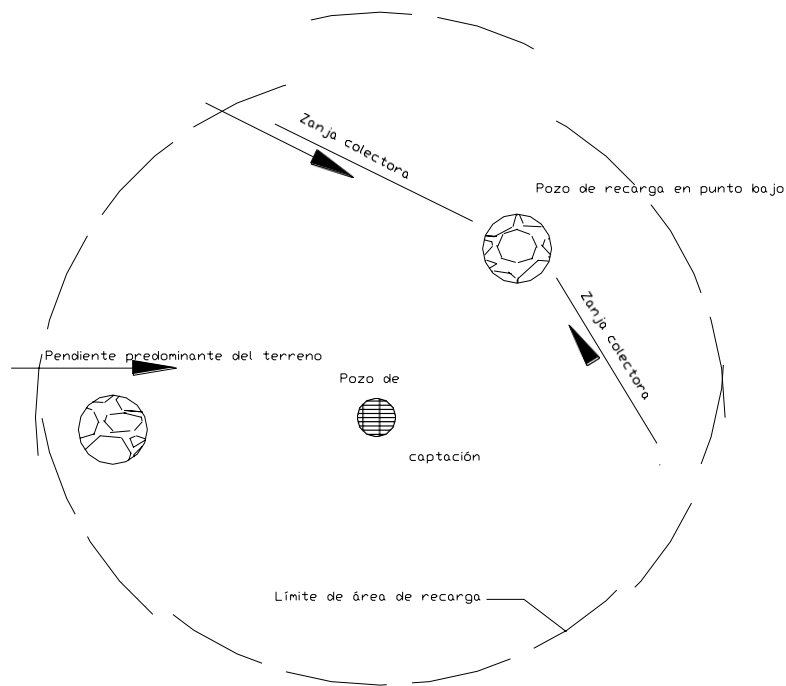 Zanja colectora
Pozo de recarga en punto bajo
Zanja colectora
Pendiente predominante del terreno
Pozo de
captación
Límite de área de recarga